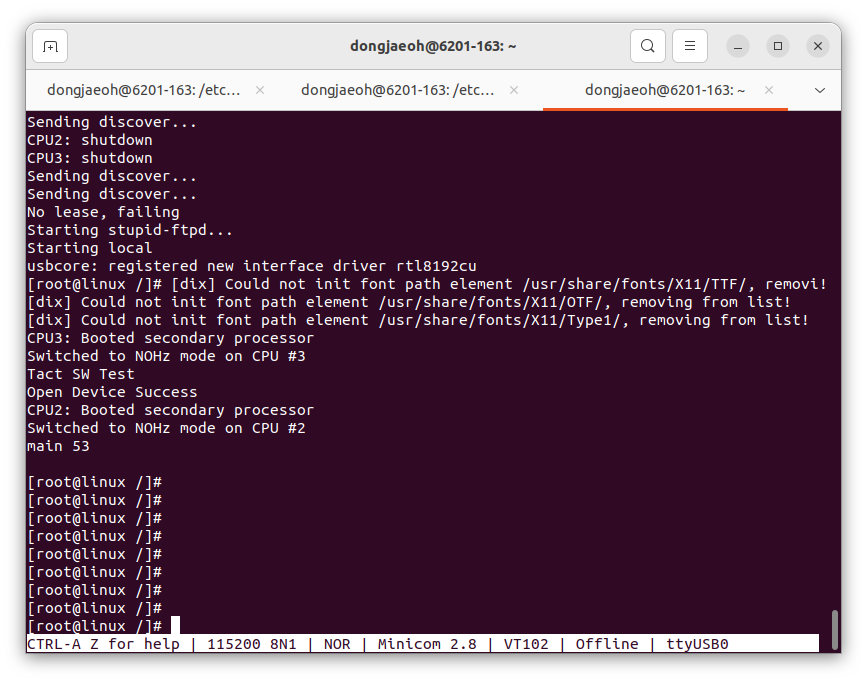 dongjaeoh@6201-163: ~
dongjaeoh@6201-163: /etc...
dongjaeoh@6201-163: /etc...
dongjaeoh@6201-163: ~
Sending discover...
CPU2: shutdown
CPU3: shutdown
Sending discover...
Sending discover...
No lease, failing
Starting stupid-ftpd...
Starting local
usbcore: registered new interface driver rtl8192cu
[root@linux /]# [dix] Could not init font path element /usr/share/fonts/X11/TTF/, removi!
[dix] Could not init font path element /usr/share/fonts/X11/OTF/, removing from list!
[dix] Could not init font path element /usr/share/fonts/X11/Type1/, removing from list!
CPU3: Booted secondary processor
Switched to NOHz mode on CPU #3
Tact SW Test
Open Device Success
CPU2: Booted secondary processor
Switched to NOHz mode on CPU #2
main 53
[root@linux /]#
[root@linux /]#
[root@linux /]#
[root@linux /]#
[root@linux /]#
[root@linux /]#
[root@linux /]#
[root@linux /]#
[root@linux /]#
CTRL-A Z for help | 115200 8N1 | NOR | Minicom 2.8 | VT102 | Offline | ttyUSB0